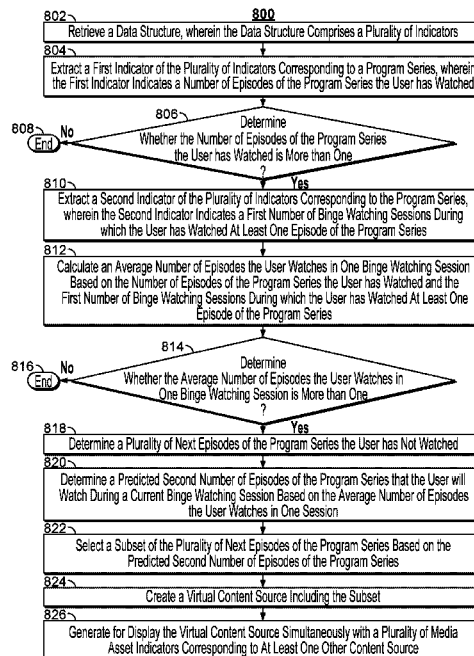 800
802
Retrieve a Data Structure, wherein the Data Structure Comprises a Plurality of Indicators
804
Extract a First Indicator of the Plurality of Indicators Corresponding to a Program Series, wherein
the First Indicator Indicates a Number of Episodes of the Program Series the User has Watched
806
808
No
End
Determine
Whether the Number of Episodes of the Program Series
the User has Watched is More than One
?
Yes
810
Extract a Second Indicator of the Plurality of Indicators Corresponding to the Program Series,
wherein the Second Indicator Indicates a First Number of Binge Watching Sessions During
which the User has Watched At Least One Episode of the Program Series
812
Calculate an Average Number of Episodes the User Watches in One Binge Watching Session
Based on the Number of Episodes of the Program Series the User has Watched and the
First Number of Binge Watching Sessions During which the User has Watched At Least One
Episode of the Program Series
814
816
No
End
Determine
Whether the Average Number of Episodes the User Watches in
One Binge Watching Session is More than One
?
Yes
818
Determine a Plurality of Next Episodes of the Program Series the User has Not Watched
820
Determine a Predicted Second Number of Episodes of the Program Series that the User will
Watch During a Current Binge Watching Session Based on the Average Number of Episodes
the User Watches in One Session
822
Select a Subset of the Plurality of Next Episodes of the Program Series Based on the
Predicted Second Number of Episodes of the Program Series
824
Create a Virtual Content Source Including the Subset
826
Generate for Display the Virtual Content Source Simultaneously with a Plurality of Media
Asset Indicators Corresponding to At Least One Other Content Source